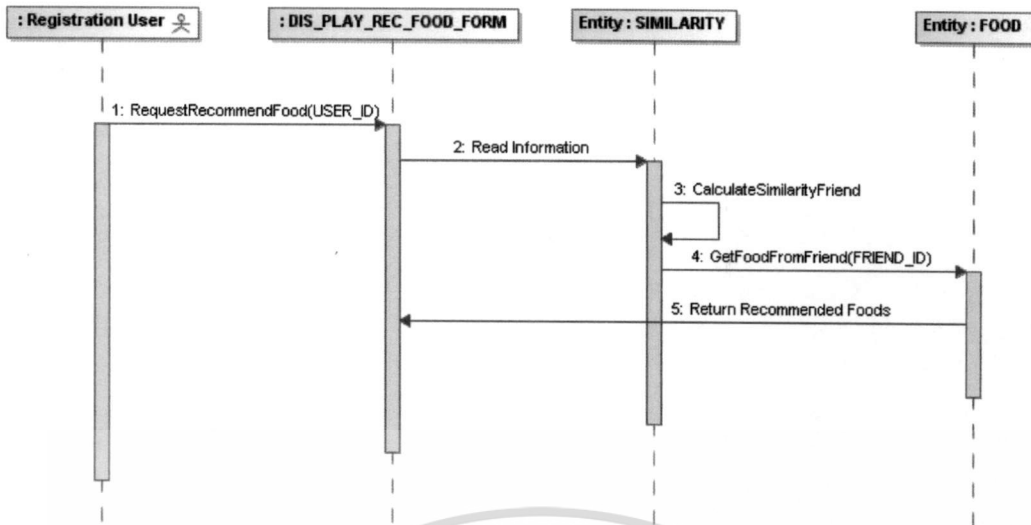 : Registration User
: DIS_PLAY_REC_FOOD_FORM
Entity : SIMILARITY
Entity : FOOD
1: RequestRecommendFood(USER_ID)
2: Read Information
3: CalculateSimilarityFriend
4: GetFoodFromFriend(FRIEND_ID)
5: Return Recommended Foods